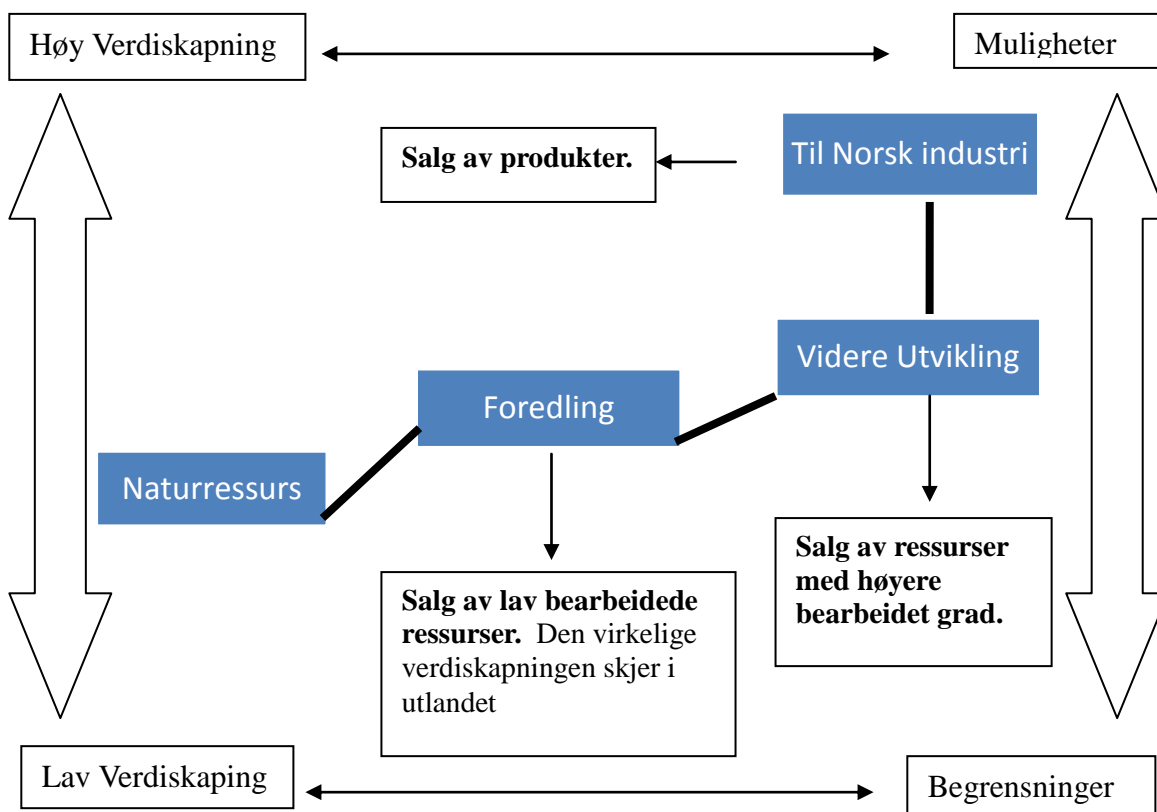 Høy Verdiskapning
Muligheter
Salg av produkter.
Til Norsk industri
Videre Utvikling
Foredling
Naturressurs
Salg av ressurser
med høyere
bearbeidet grad.
Salg av lav bearbeidede
ressurser. Den virkelige
verdiskapningen skjer i
utlandet
Lav Verdiskaping
Begrensninger